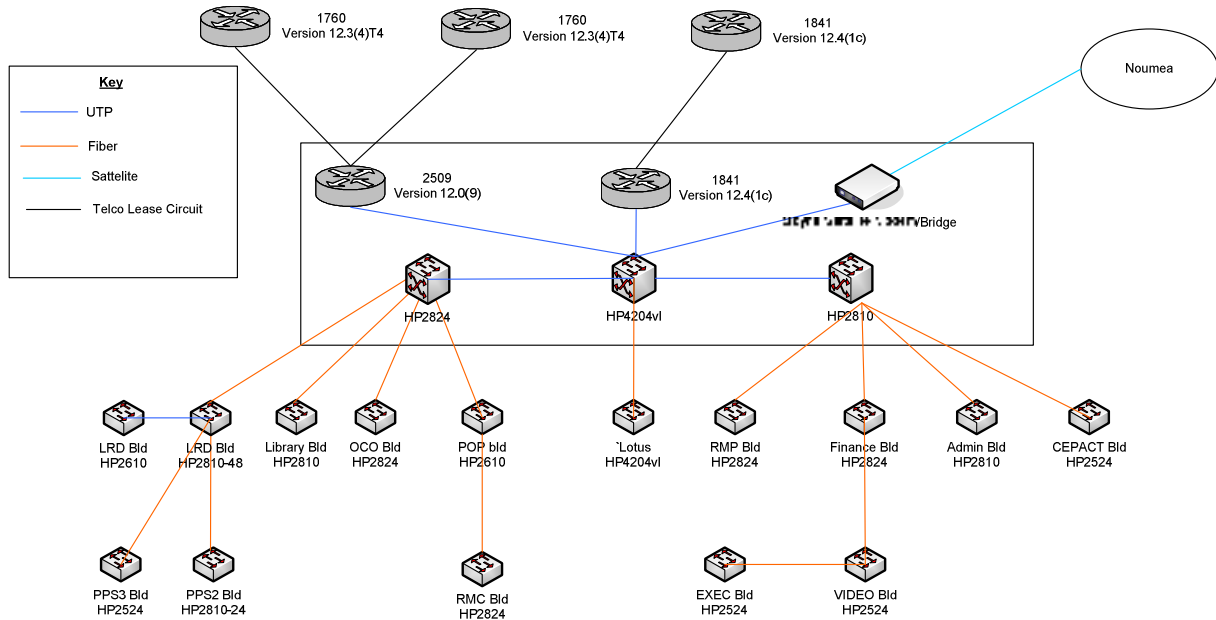 1760
Version 12.3(4)T4
1760
Version 12.3(4)T4
1841
Version 12.4(1c)
Noumea
Key
UTP
Fiber
Sattelite
Telco Lease Circuit
2509
Version 12.0(9)
1841
Version 12.4(1c)
/Bridge
HP2824
HP4204vl
HP2810
LRD Bld
HP2610
LRD Bld
HP2810-48
Library Bld
HP2810
OCO Bld
HP2824
POP bld
HP2610
`Lotus
HP4204vl
RMP Bld
HP2824
Finance Bld
HP2824
Admin Bld
HP2810
CEPACT Bld
HP2524
PPS3 Bld
HP2524
PPS2 Bld
HP2810-24
RMC Bld
HP2824
EXEC Bld
HP2524
VIDEO Bld
HP2524